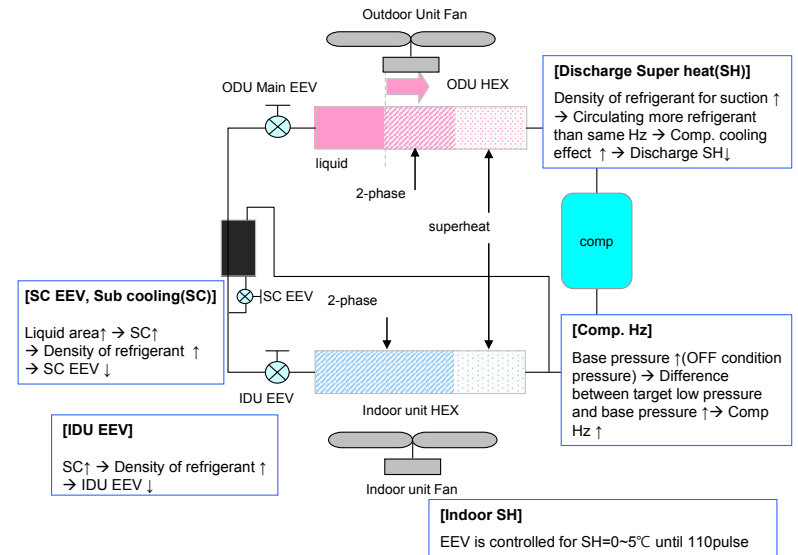 Outdoor Unit Fan
ODU Main EEV
ODU HEX
[Discharge Super heat(SH)]
Density of refrigerant for suction ↑
→ Circulating more refrigerant
than same Hz → Comp. cooling
effect ↑ → Discharge SH↓
liquid
2-phase
superheat
comp
[SC EEV, Sub cooling(SC)]
Liquid area↑ → SC↑
→ Density of refrigerant ↑
→ SC EEV ↓
SC EEV
2-phase
[Comp. Hz]
Base pressure ↑(OFF condition
pressure) → Difference
between target low pressure
and base pressure ↑→ Comp
Hz ↑
IDU EEV
Indoor unit HEX
[IDU EEV]
SC↑ → Density of refrigerant ↑
→ IDU EEV ↓
Indoor unit Fan
[Indoor SH]
EEV is controlled for SH=0~5℃ until 110pulse